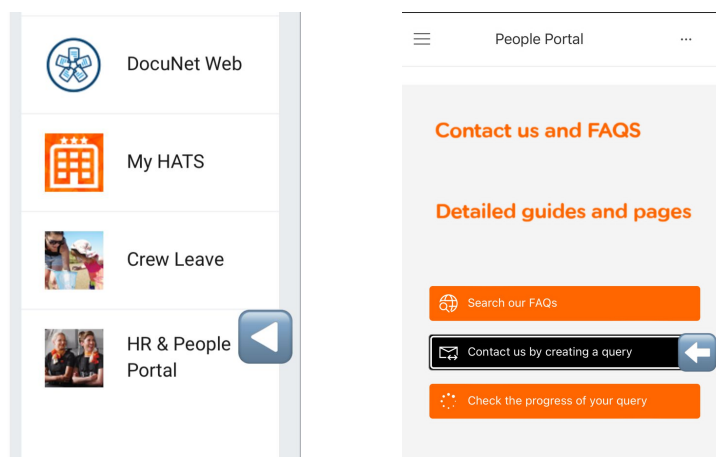 DocuNet Web
My HATS
Crew Leave
HR & People
Portal
People Portal
Contact us and FAQS
Detailed guides and pages
Search our FAQs
Contact us by creating a query
Check the progress of your query